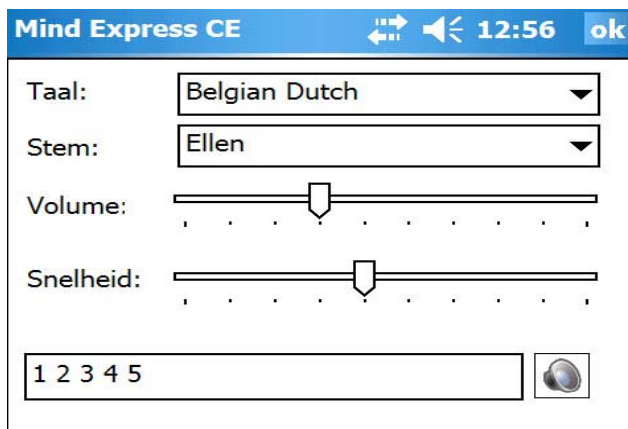 Mind Express CE 12:56 ok
Taal: Belgian Dutch
Stem: Ellen
Volume:
Snelheid:
1 2 3 4 5